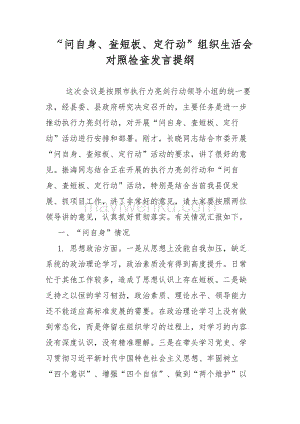 “问自身、查短板、定行动”组织生活会
对照检查发言提纲
这次会议是按照市执行力亮剑行动领导小组的统一要
求，经县委、县政府研究决定召开的，主要任务是进一步
推动执行力亮剑行动，对开展“问自身、查短板、定行
动”活动进行安排和部署。刚才，长晓同志结合市委开展
“问自身、查短板、定行动”活动的要求，讲了很好的意
见。振涛同志结合正在开展的执行力亮剑行动和“问自
身、查短板、定行动”活动，特别是结合当前我县促发
展、抓项目工作，讲了非常好的意见，请大家按照两位
领导讲的意见，认真抓好贯彻落实。有关情况汇报如下。
一、“问自身”情况
1. 思想政治方面。一是从思想上没能自我加压，缺乏
系统的政治理论学习，政治素质没有得到高度提升。日常
忙于其他工作较多，造成了思想认识上存在短板。二是缺
乏持之以恒的学习韧劲，政治素质、理论水平、领导能力
还不能适应高标准发展的需要。在政治理论学习上没有做
到常态化，而是停留在组织学习的过程上，对学习的内容
没有深度认识，没有精准理解。三是在带头学习党史、学
习贯彻习近平新时代中国特色社会主义思想、牢固树立
“四个意识”、增强“四个自信”、做到“两个维护”以